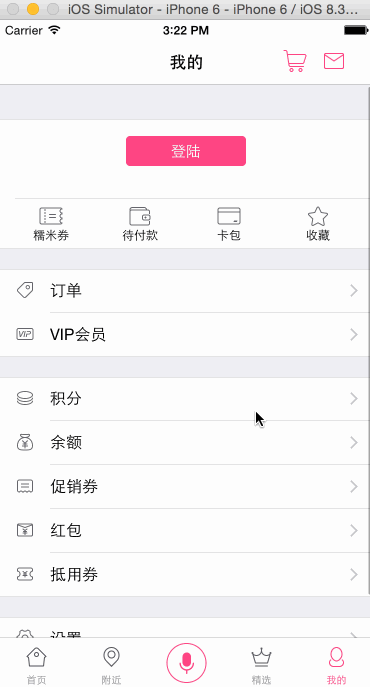 iOS Simulator - iPhone 6 - iPhone 6 / iOS 8.3...
Carrier 3:22 PM
我的
登陆
糯米券 待付款 卡包 收藏
订单
VIP VIP会员
积分
余额
促销券
红包
抵用券
设置
首页 附近 精选 我的